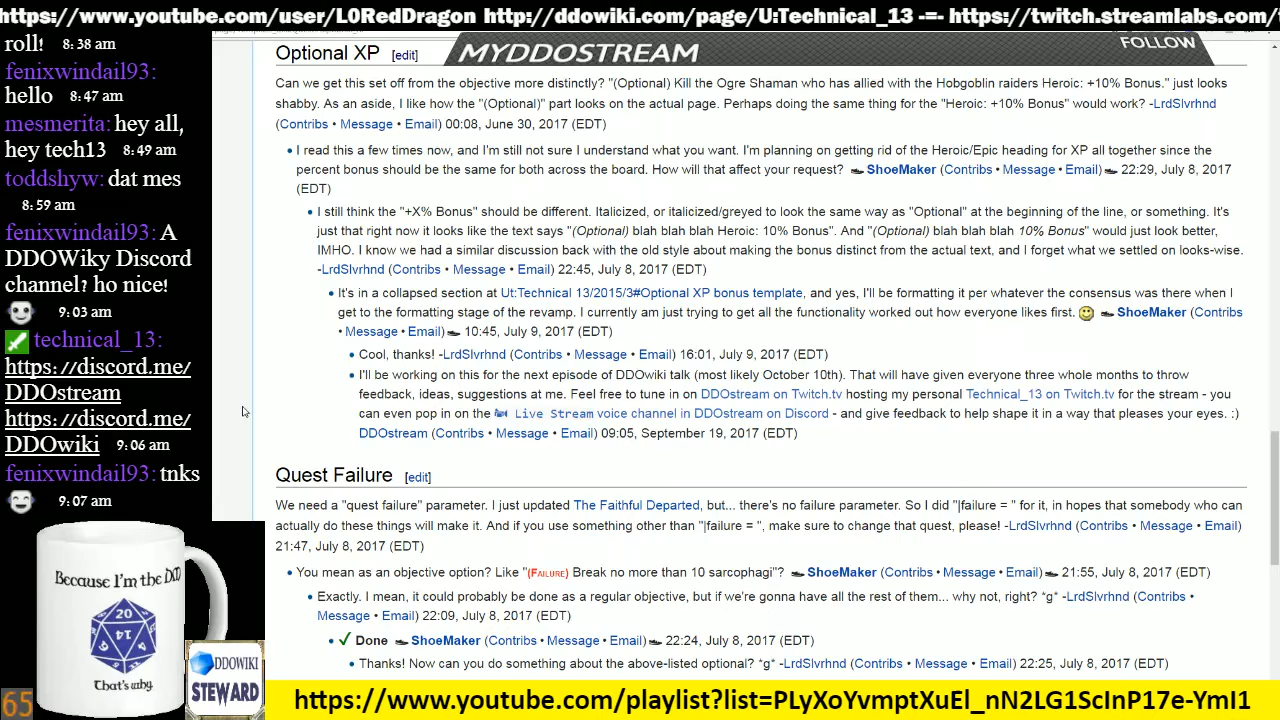 https://www.youtube.com/user/L0RedDragon http://ddowiki.com/page/U:Technical_13 -=- https://twitch.streamlabs.com/
MYDDOSTREAM
FOLLOW
roll! 8:38 am
fenixwindail93:
hello 8:47 am
mesmerita: hey all,
hey tech13 8:49 am
toddshyw: dat mes
8:59 am
fenixwindail93: A
DDOWiky Discord
channel? ho nice!
9:03 am
technical_13:
https://discord.me/
DDOstream
https://discord.me/
DDOwiki 9:06 am
fenixwindail93: tnks
9:07 am
Because I'm the DM
20
14
That's why.
DDOWIKI
STEWARD
65
Optional XP [edit]
Can we get this set off from the objective more distinctly? "(Optional) Kill the Ogre Shaman who has allied with the Hobgoblin raiders Heroic: +10% Bonus." just looks
shabby. As an aside, I like how the "(Optional)" part looks on the actual page. Perhaps doing the same thing for the "Heroic: +10% Bonus" would work? -LrdSlvrhnd
(Contribs • Message • Email) 00:08, June 30, 2017 (EDT)
• I read this a few times now, and I'm still not sure I understand what you want. I'm planning on getting rid of the Heroic/Epic heading for XP all together since the
percent bonus should be the same for both across the board. How will that affect your request? ShoeMaker (Contribs • Message • Email) 22:29, July 8, 2017
(EDT)
• I still think the "+X% Bonus" should be different. Italicized, or italicized/greyed to look the same way as "Optional" at the beginning of the line, or something. It's
just that right now it looks like the text says "(Optional) blah blah blah Heroic: 10% Bonus". And "(Optional) blah blah blah 10% Bonus" would just look better,
IMHO. I know we had a similar discussion back with the old style about making the bonus distinct from the actual text, and I forget what we settled on looks-wise.
-LrdSlvrhnd (Contribs • Message • Email) 22:45, July 8, 2017 (EDT)
• It's in a collapsed section at Ut:Technical 13/2015/3#Optional XP bonus template, and yes, I'll be formatting it per whatever the consensus was there when I
get to the formatting stage of the revamp. I currently am just trying to get all the functionality worked out how everyone likes first. ShoeMaker (Contribs
• Message • Email) 10:45, July 9, 2017 (EDT)
• Cool, thanks! -LrdSlvrhnd (Contribs • Message • Email) 16:01, July 9, 2017 (EDT)
• I'll be working on this for the next episode of DDOwiki talk (most likely October 10th). That will have given everyone three whole months to throw
feedback, ideas, suggestions at me. Feel free to tune in on DDOstream on Twitch.tv hosting my personal Technical_13 on Twitch.tv for the stream - you
can even pop in on the Live Stream voice channel in DDOstream on Discord - and give feedback to help shape it in a way that pleases your eyes. :)
DDOstream (Contribs • Message • Email) 09:05, September 19, 2017 (EDT)
Quest Failure [edit]
We need a "quest failure" parameter. I just updated The Faithful Departed, but... there's no failure parameter. So I did "|failure = " for it, in hopes that somebody who can
actually do these things will make it. And if you use something other than "|failure = ", make sure to change that quest, please! -LrdSlvrhnd (Contribs • Message • Email)
21:47, July 8, 2017 (EDT)
• You mean as an objective option? Like "(Failure) Break no more than 10 sarcophagi"? ShoeMaker (Contribs • Message • Email) 21:55, July 8, 2017 (EDT)
• Exactly. I mean, it could probably be done as a regular objective, but if we're gonna have all the rest of them... why not, right? *g* -LrdSlvrhnd (Contribs •
Message • Email) 22:09, July 8, 2017 (EDT)
• ✓ Done ShoeMaker (Contribs • Message • Email) 22:24, July 8, 2017 (EDT)
• Thanks! Now can you do something about the above-listed optional? *g* -LrdSlvrhnd (Contribs • Message • Email) 22:25, July 8, 2017 (EDT)
https://www.youtube.com/playlist?list=PLyXoYvmptXuEl_nN2LG1ScInP17e-YmI1